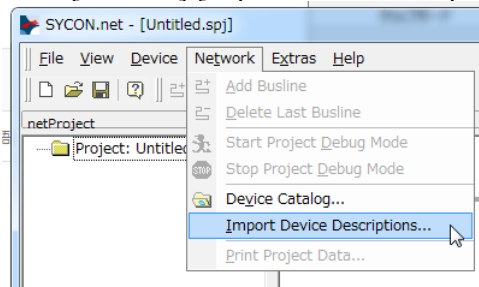 SYCON.net - [Untitled.spj]
File View Device Network Extras Help
Add Busline
Delete Last Busline
netProject
Start Project Debug Mode
Project: Untitled
Stop Project Debug Mode
STOP
Device Catalog...
Import Device Descriptions...
Print Project Data...